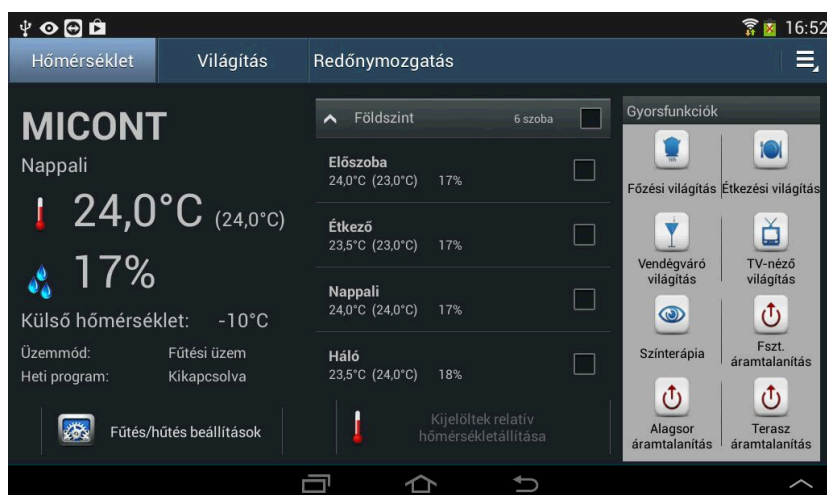 16:52
Hőmérséklet
Világítás
Redőnymozgatás
MICONT
Nappali
24,0°C (24,0°C)
17%
Külső hőmérséklet: -10°C
Üzemmód: Fűtési üzem
Heti program: Kikapcsolva
Fűtés/hűtés beállítások
Földszint 6 szoba
Előszoba
24,0°C (23,0°C) 17%
Étkező
23,5°C (23,0°C) 17%
Nappali
24,0°C (24,0°C) 17%
Háló
23,5°C (24,0°C) 18%
Kijelöltek relatív
hőmérsékletállítása
Gyorsfunkciók
Főzési világítás
Étkezési világítás
Vendégváró
világítás
TV-néző
világítás
Színterápia
Fszt.
áramtalanítás
Alagsor
áramtalanítás
Terasz
áramtalanítás